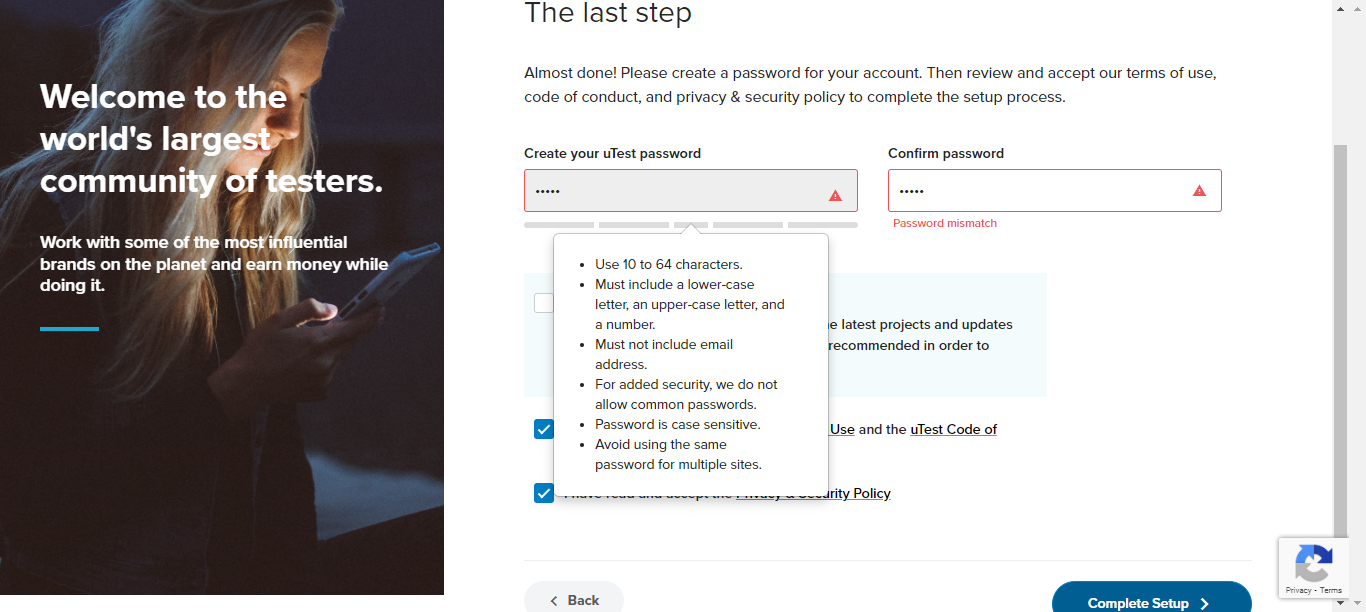 The last step
Welcome to the
world's largest
community of testers.
Work with some of the most influential
brands on the planet and earn money while
doing it.
Almost done! Please create a password for your account. Then review and accept our terms of use,
code of conduct, and privacy & security policy to complete the setup process.
Create your uTest password
Confirm password
•••••
•••••
Password mismatch
• Use 10 to 64 characters.
• Must include a lower-case
letter, an upper-case letter, and
a number.
• Must not include email
address.
• For added security, we do not
allow common passwords.
• Password is case sensitive.
• Avoid using the same
password for multiple sites.
latest projects and updates
recommended in order to
Use and the uTest Code of
I have read and accept the Privacy & Security Policy
Back
Complete Setup
Privacy - Terms